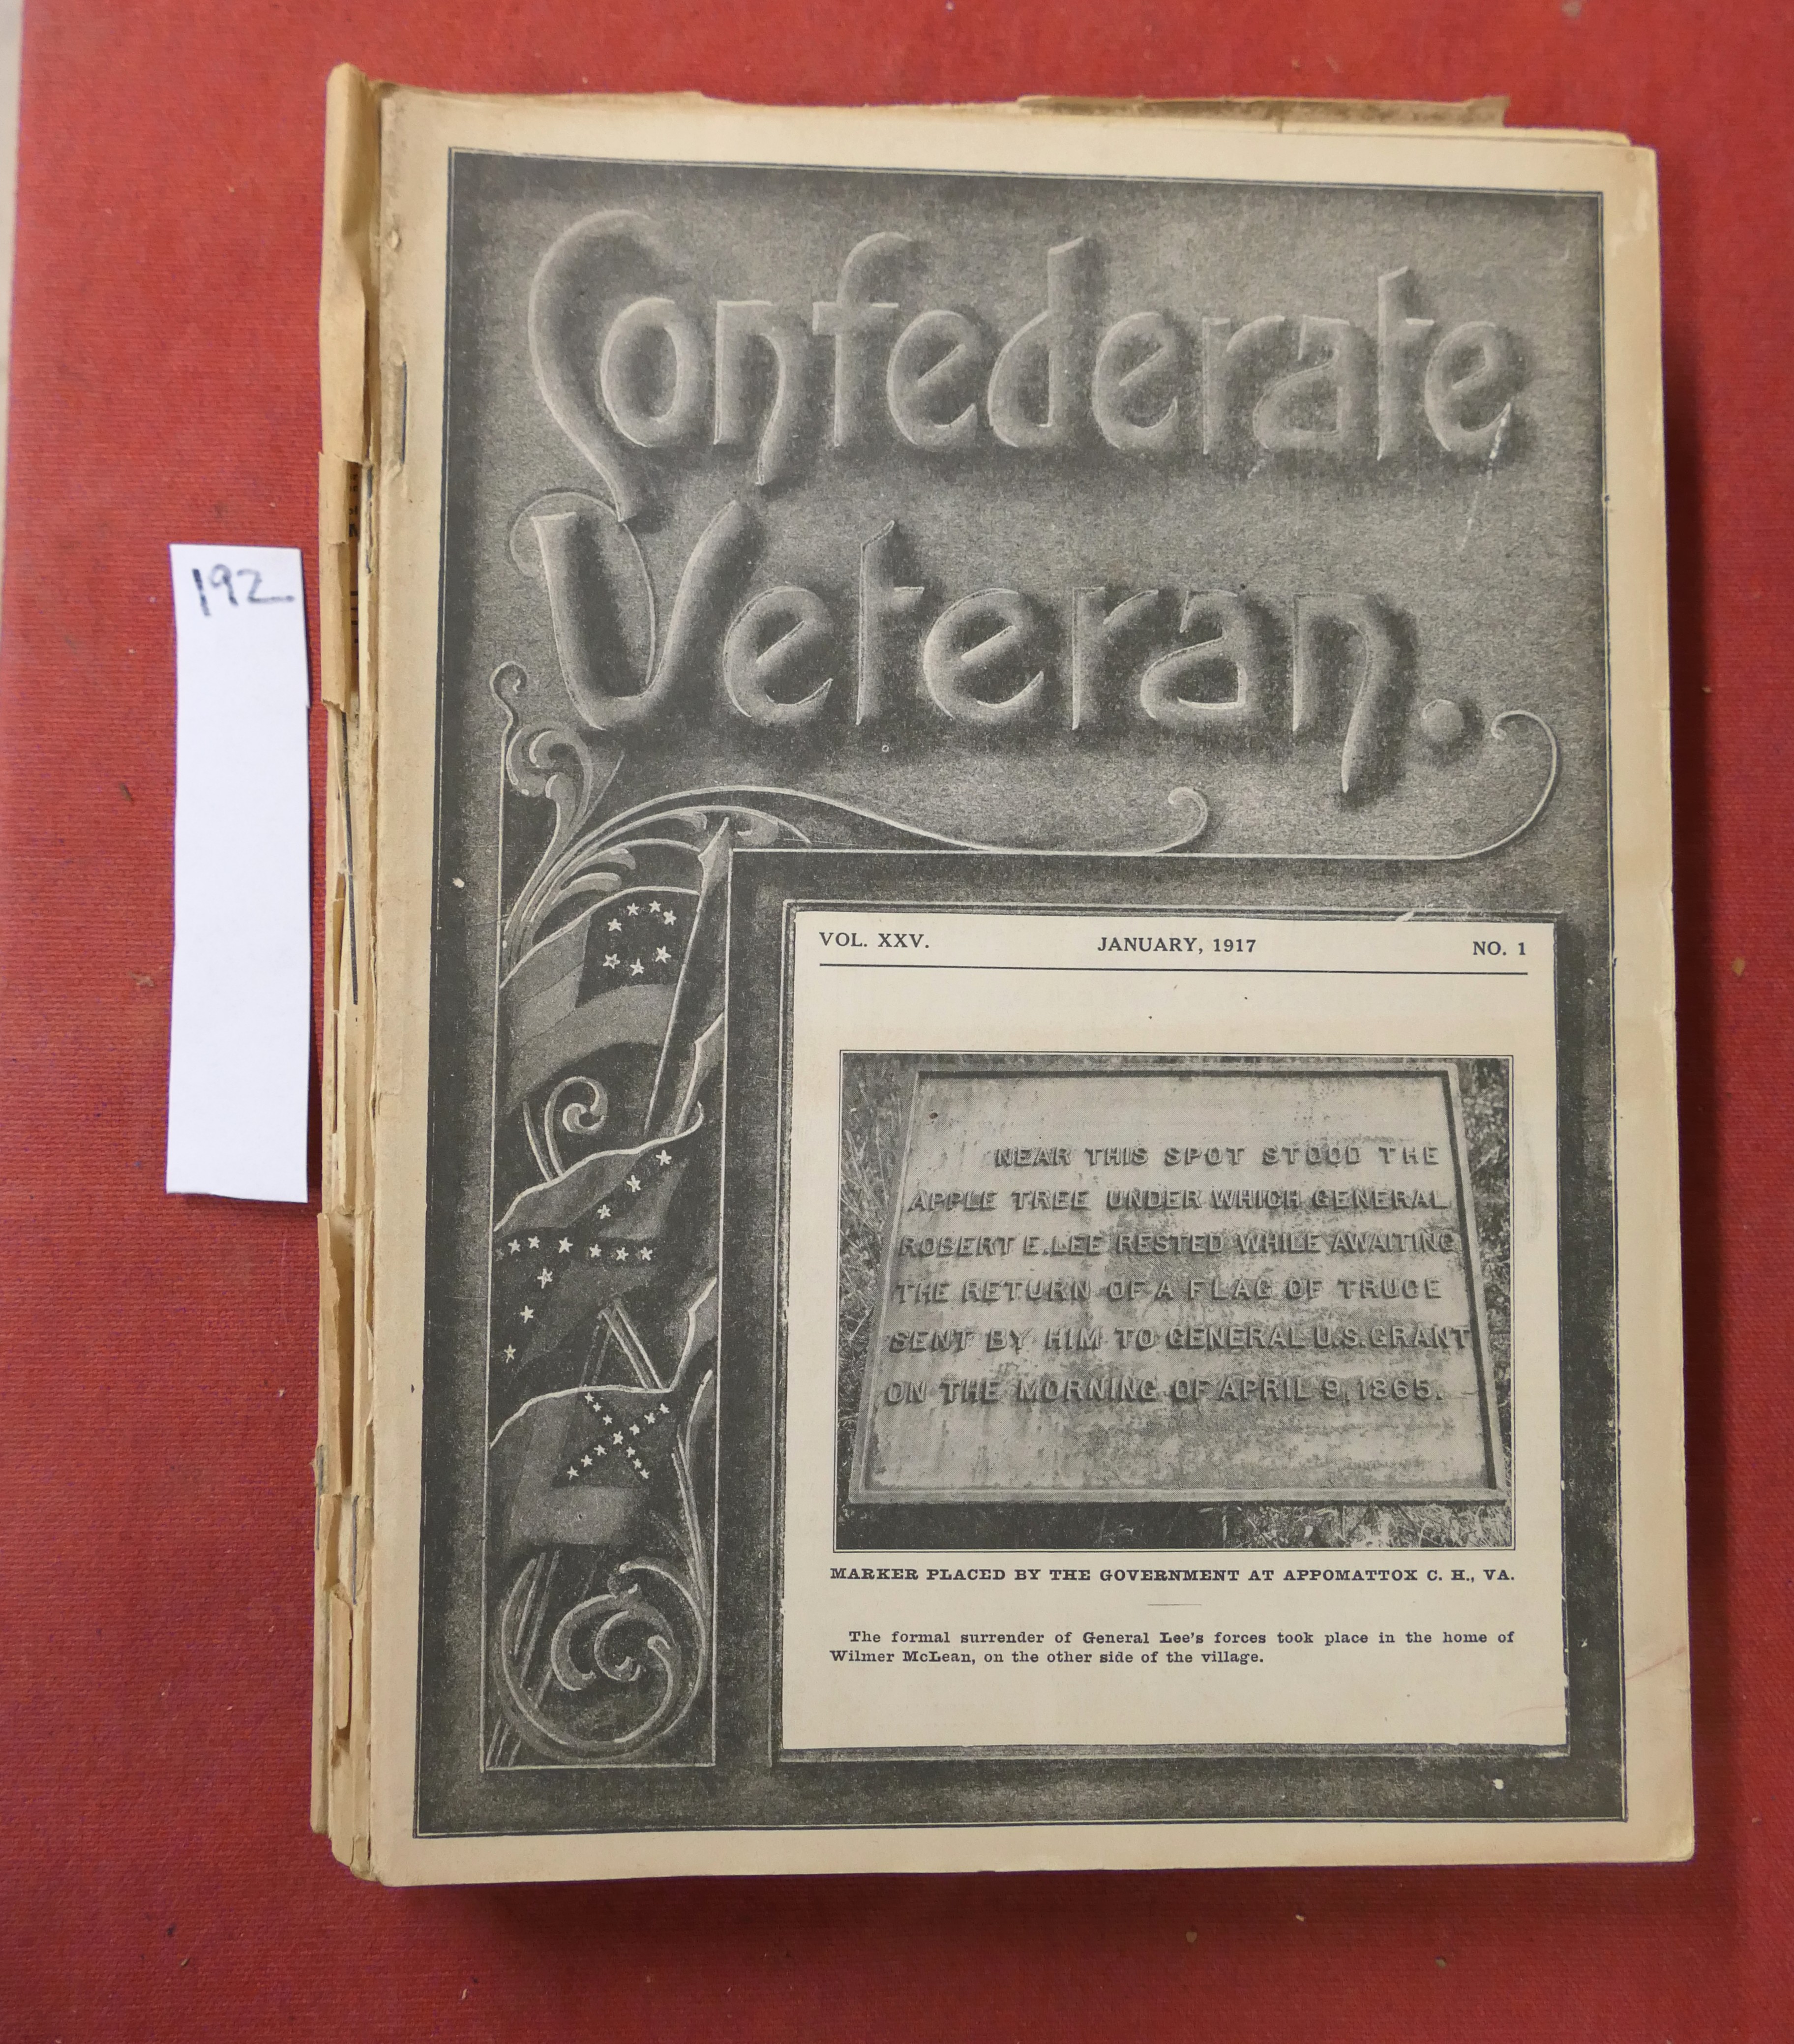 192
Confederate
Veteran.
VOL. XXV. JANUARY, 1917 NO. 1
NEAR THIS SPOT STOOD THE
APPLE TREE UNDER WHICH GENERAL
ROBERT E. LEE RESTED WHILE AWAITING
THE RETURN OF A FLAG OF TRUCE
SENT BY HIM TO GENERAL U.S. GRANT
ON THE MORNING OF APRIL 9, 1865.
MARKER PLACED BY THE GOVERNMENT AT APPOMATTOX C. H., VA.
The formal surrender of General Lee's forces took place in the home of
Wilmer McLean, on the other side of the village.